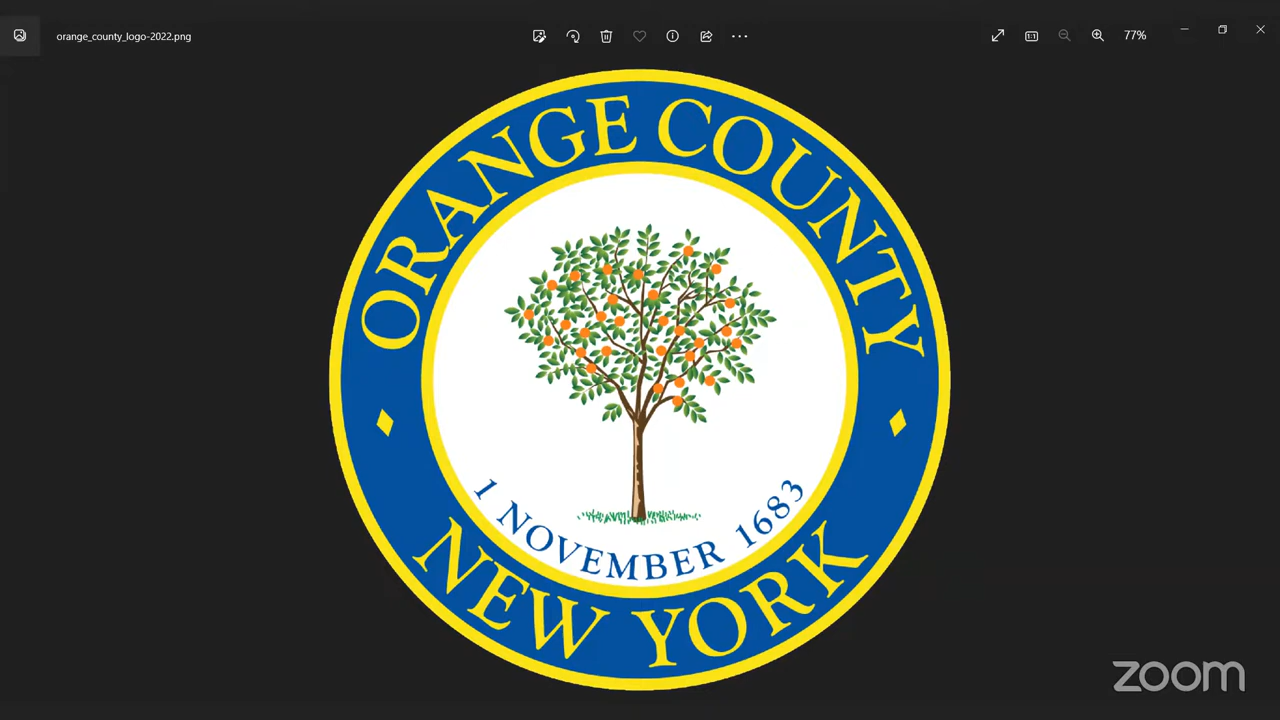 orange_county_logo-2022.png
77%
ORANGE COUNTY
1 NOVEMBER 1683
NEW YORK
zoom